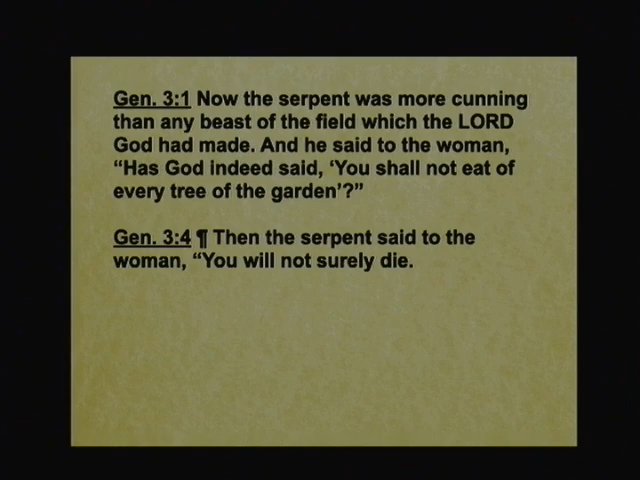 Gen. 3:1 Now the serpent was more cunning
than any beast of the field which the LORD
God had made. And he said to the woman,
“Has God indeed said, ‘You shall not eat of
every tree of the garden’?”
Gen. 3:4 ¶ Then the serpent said to the
woman, “You will not surely die.